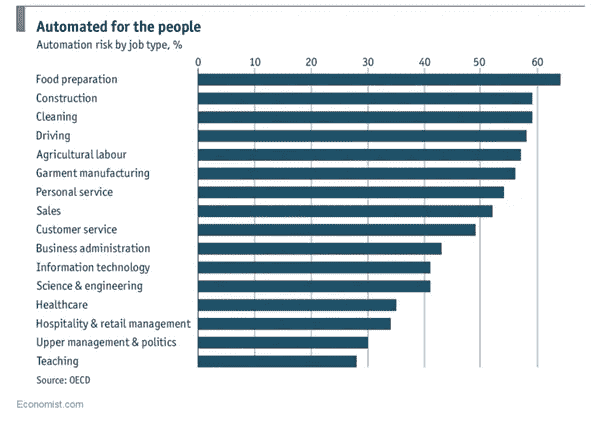 Automated for the people
Automation risk by job type, %
0 10 20 30 40 50 60
Food preparation
Construction
Cleaning
Driving
Agricultural labour
Garment manufacturing
Personal service
Sales
Customer service
Business administration
Information technology
Science & engineering
Healthcare
Hospitality & retail management
Upper management & politics
Teaching
Source: OECD
Economist.com